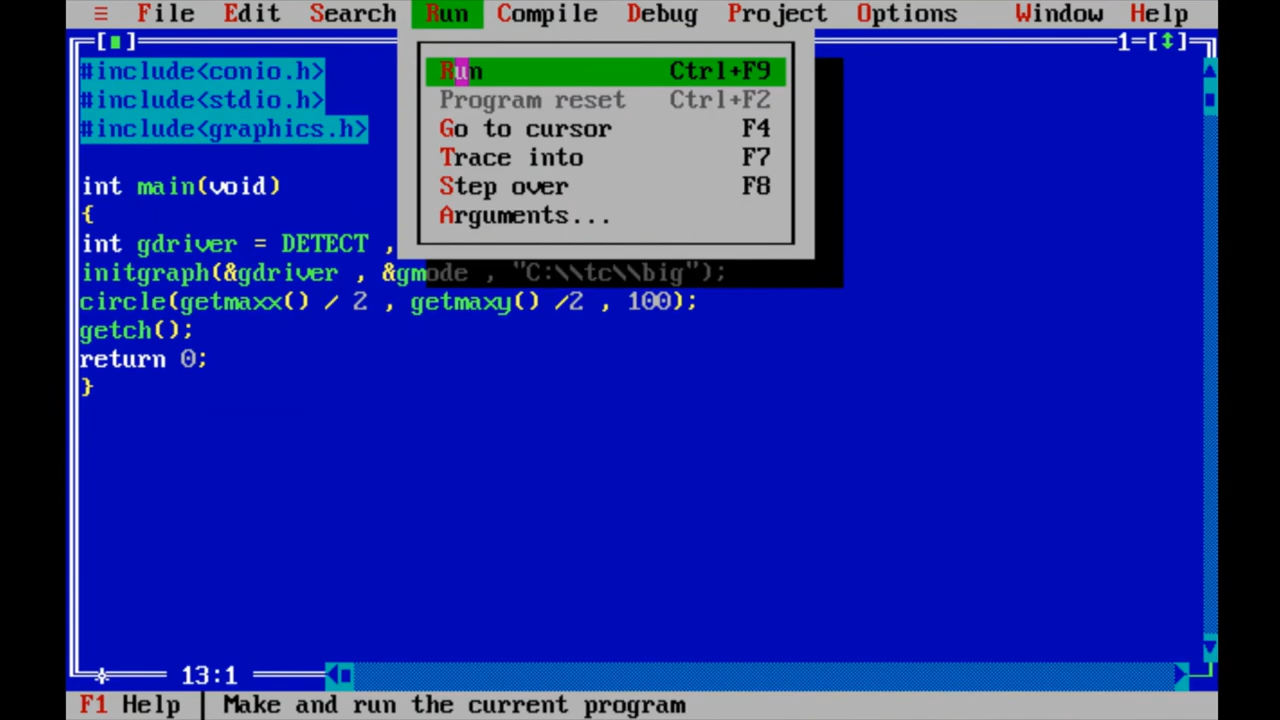 ≡ File Edit Search Run Compile Debug Project Options Window Help
[■] 1=[↕]
Run Ctrl+F9
Program reset Ctrl+F2
Go to cursor F4
Trace into F7
Step over F8
Arguments...
#include<conio.h>
#include<stdio.h>
#include<graphics.h>
int main(void)
{
int gdriver = DETECT ,
initgraph(&gdriver , &gmode , "C:\\tc\\big");
circle(getmaxx() / 2 , getmaxy() /2 , 100);
getch();
return 0;
}
13:1
F1 Help | Make and run the current program